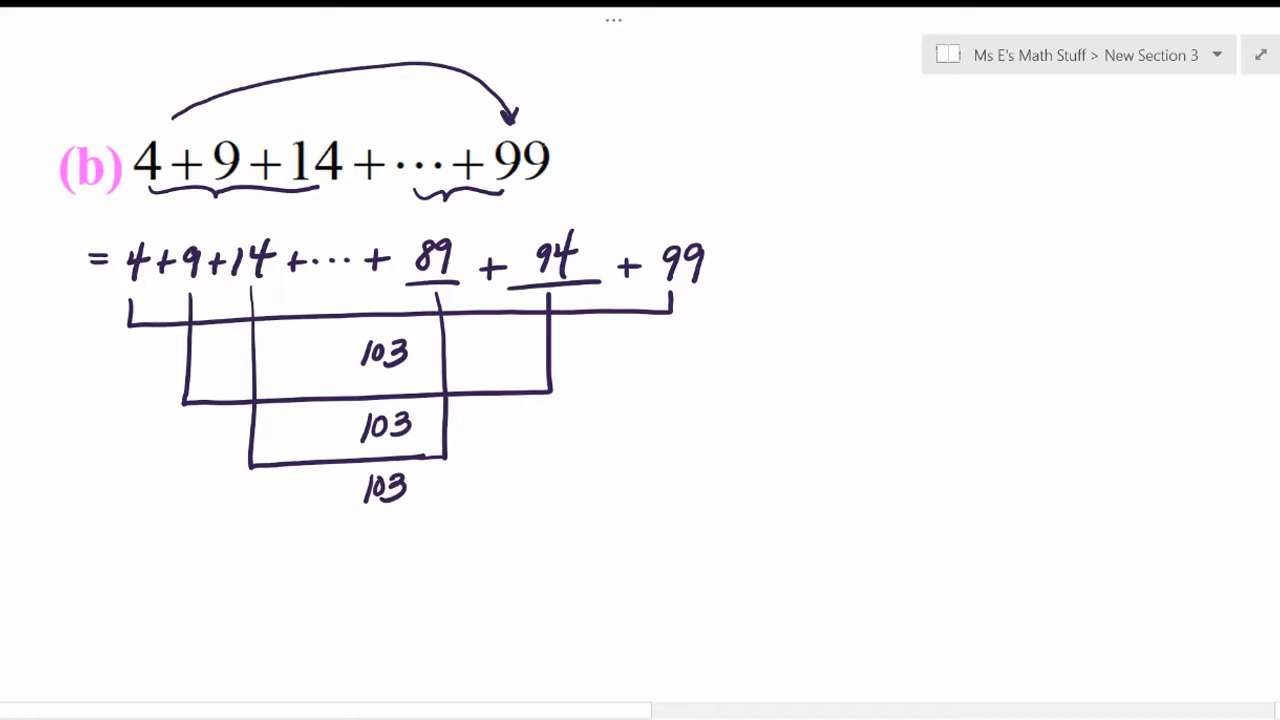 ...
Ms E's Math Stuff > New Section 3
(b) 4+9+14+⋯+99
= 4+9+14+⋯+ 89 + 94 + 99
103
103
103